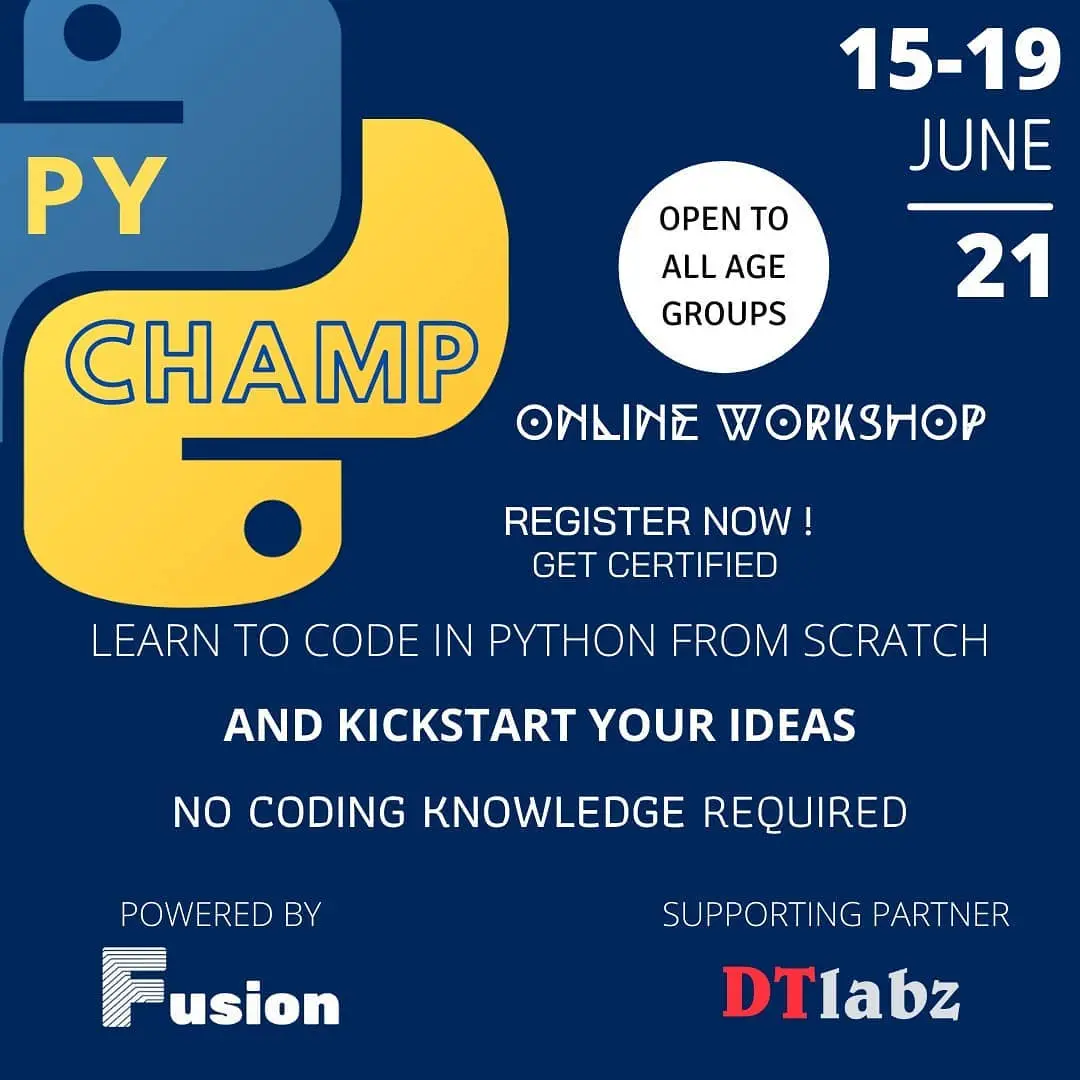 PY
CHAMP
15-19
JUNE
21
OPEN TO
ALL AGE
GROUPS
ONLINE WORKSHOP
REGISTER NOW !
GET CERTIFIED
LEARN TO CODE IN PYTHON FROM SCRATCH
AND KICKSTART YOUR IDEAS
NO CODING KNOWLEDGE REQUIRED
POWERED BY
Fusion
SUPPORTING PARTNER
DTlabz